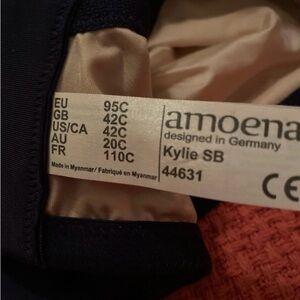 EU 95C
GB 42C
US/CA 42C
AU 20C
FR 110C
Made in Myanmar/ Fabriqué en Myanmar
amoena
designed in Germany
Kylie SB
44631
CE